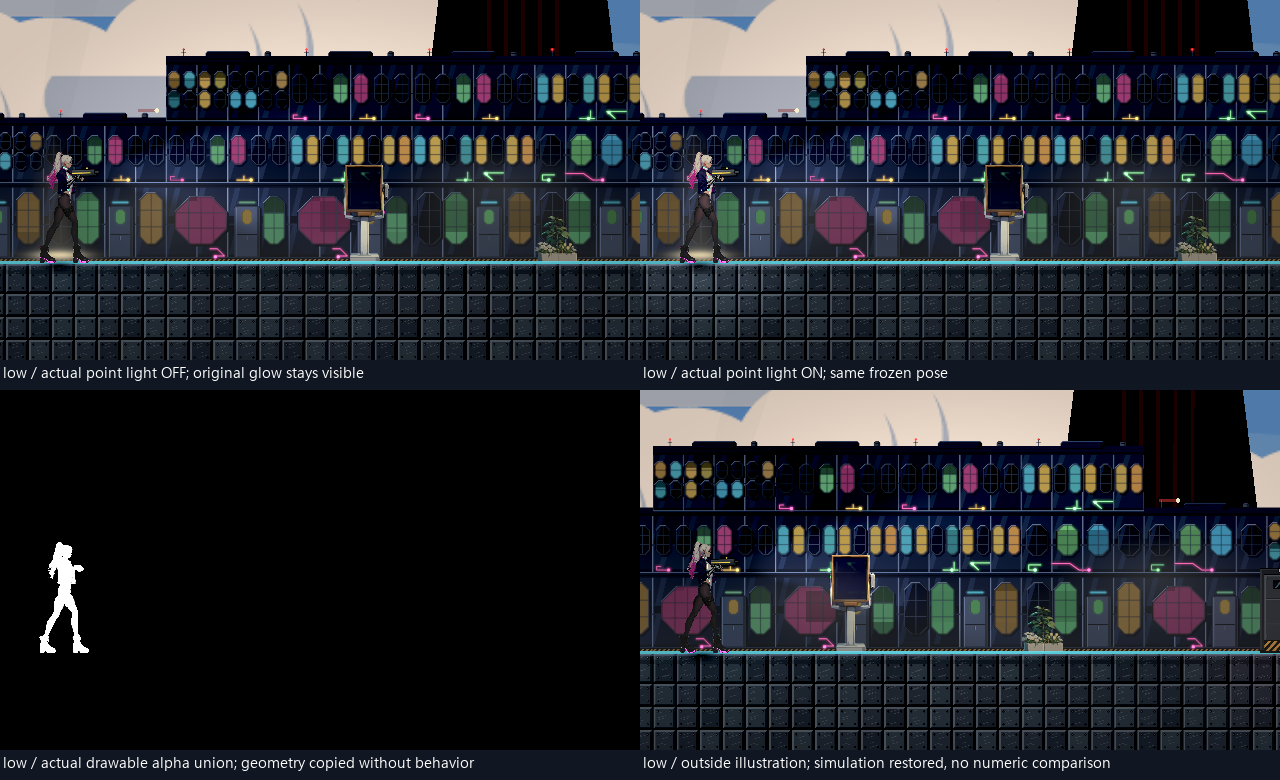 low / actual point light OFF; original glow stays visible
low / actual point light ON; same frozen pose
low / actual drawable alpha union; geometry copied without behavior
low / outside illustration; simulation restored, no numeric comparison